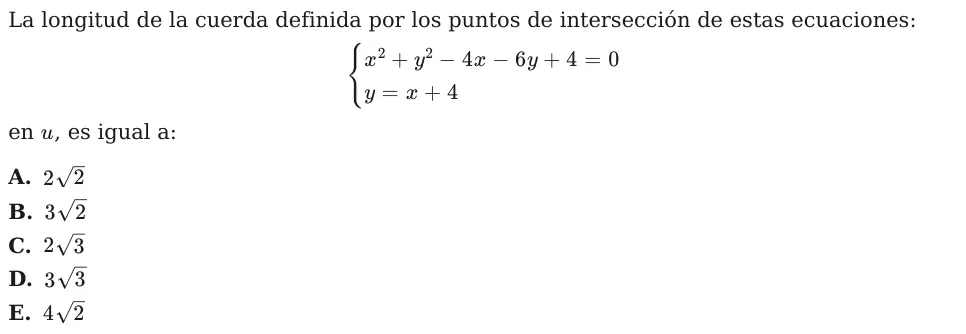 La longitud de la cuerda definida por los puntos de intersección de estas ecuaciones:
x² + y² − 4x − 6y + 4 = 0
y = x + 4
en u, es igual a:
A. 2√2
B. 3√2
C. 2√3
D. 3√3
E. 4√2